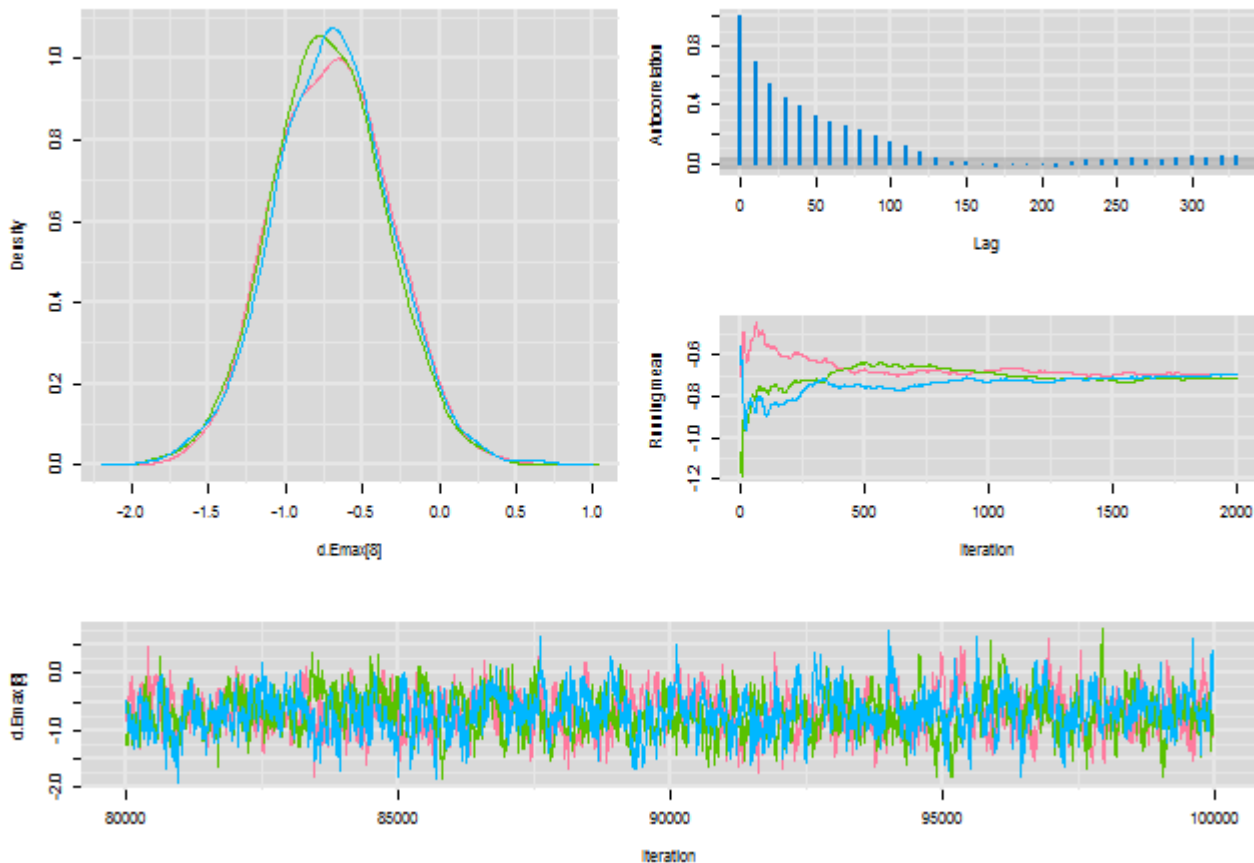 Density
0.0 0.2 0.4 0.6 0.8 1.0
-2.0 -1.5 -1.0 -0.5 0.0 0.5 1.0
d.Emax[8]
Autocorrelation
0.0 0.4 0.8
0 50 100 150 200 250 300
Lag
Running mean
-1.2 -1.0 -0.8 -0.6
0 500 1000 1500 2000
Iteration
d.Emax[8]
-2.0 -1.0 0.0
80000 85000 90000 95000 100000
Iteration